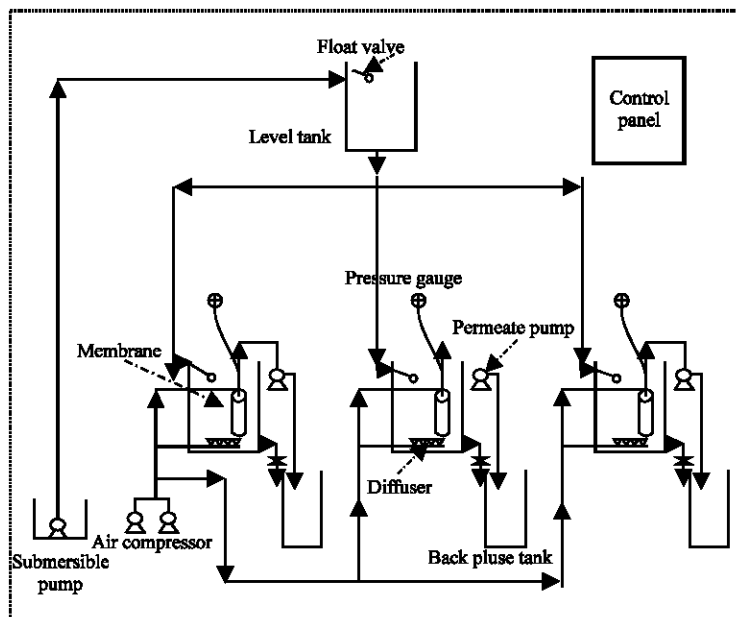 Float valve
Control
panel
Level tank
Pressure gauge
Permeate pump
Membrane
Diffuser
Air compressor
Submersible
pump
Back pluse tank